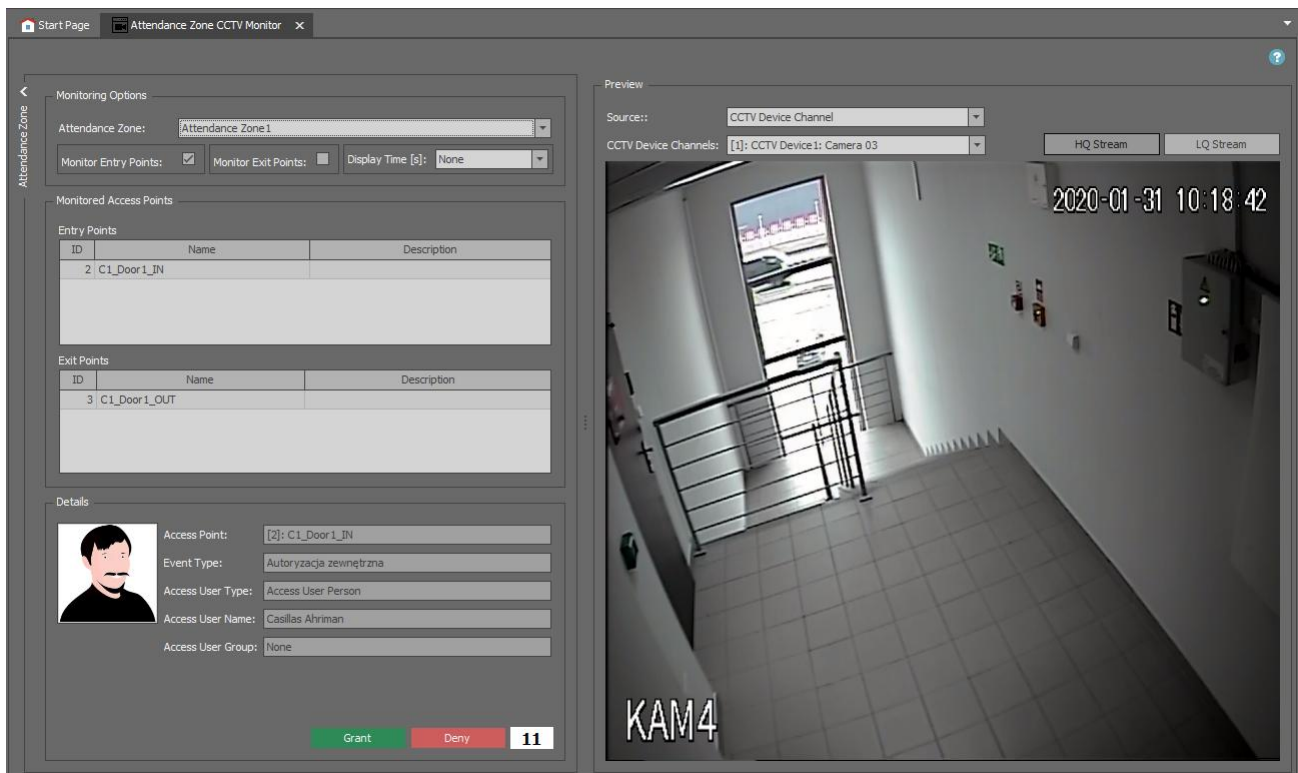 Start Page
Attendance Zone CCTV Monitor
Attendance Zone
Monitoring Options
Attendance Zone:
Attendance Zone1
Monitor Entry Points:
Monitor Exit Points:
Display Time [s]:
None
Monitored Access Points
Entry Points
ID Name Description
2 C1_Door1_IN
Exit Points
ID Name Description
3 C1_Door1_OUT
Details
Access Point: [2]: C1_Door1_IN
Event Type: Autoryzacja zewnętrzna
Access User Type: Access User Person
Access User Name: Casillas Ahriman
Access User Group: None
Grant
Deny
11
Preview
Source:: CCTV Device Channel
CCTV Device Channels: [1]: CCTV Device1: Camera 03
HQ Stream
LQ Stream
2020-01-31 10:18:42
KAM4